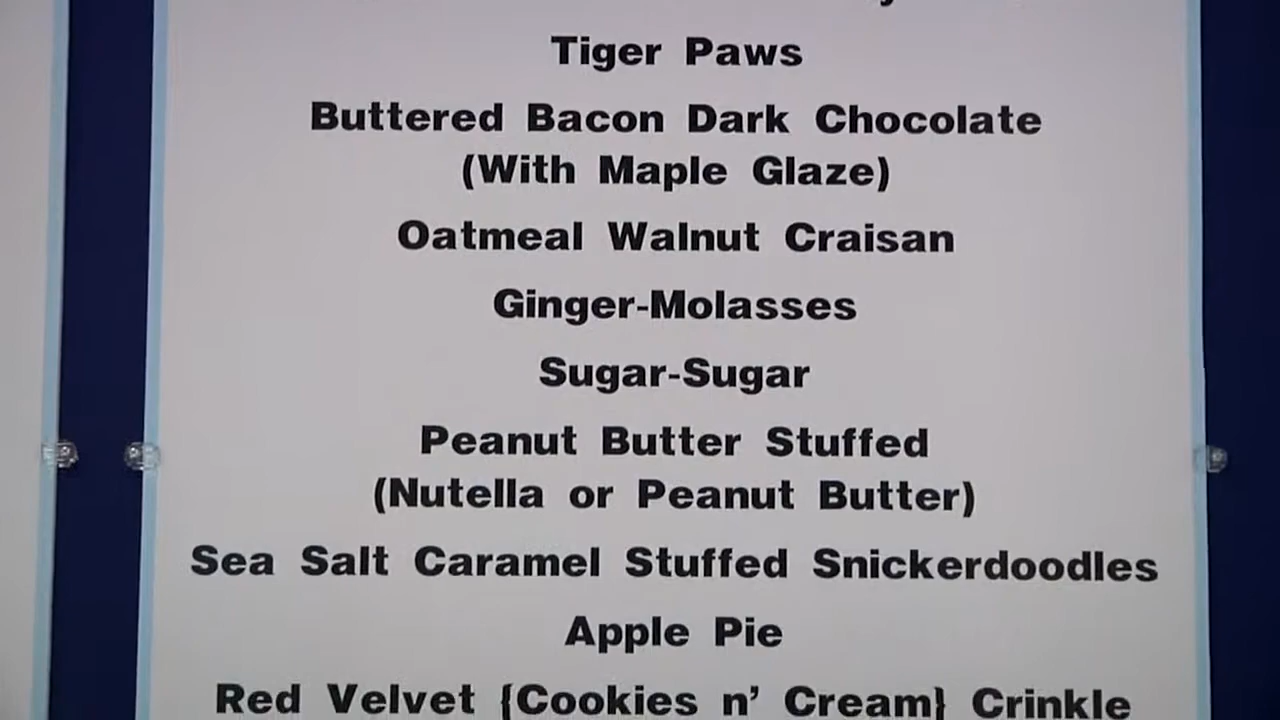 Tiger Paws
Buttered Bacon Dark Chocolate
(With Maple Glaze)
Oatmeal Walnut Craisan
Ginger-Molasses
Sugar-Sugar
Peanut Butter Stuffed
(Nutella or Peanut Butter)
Sea Salt Caramel Stuffed Snickerdoodles
Apple Pie
Red Velvet {Cookies n' Cream} Crinkle